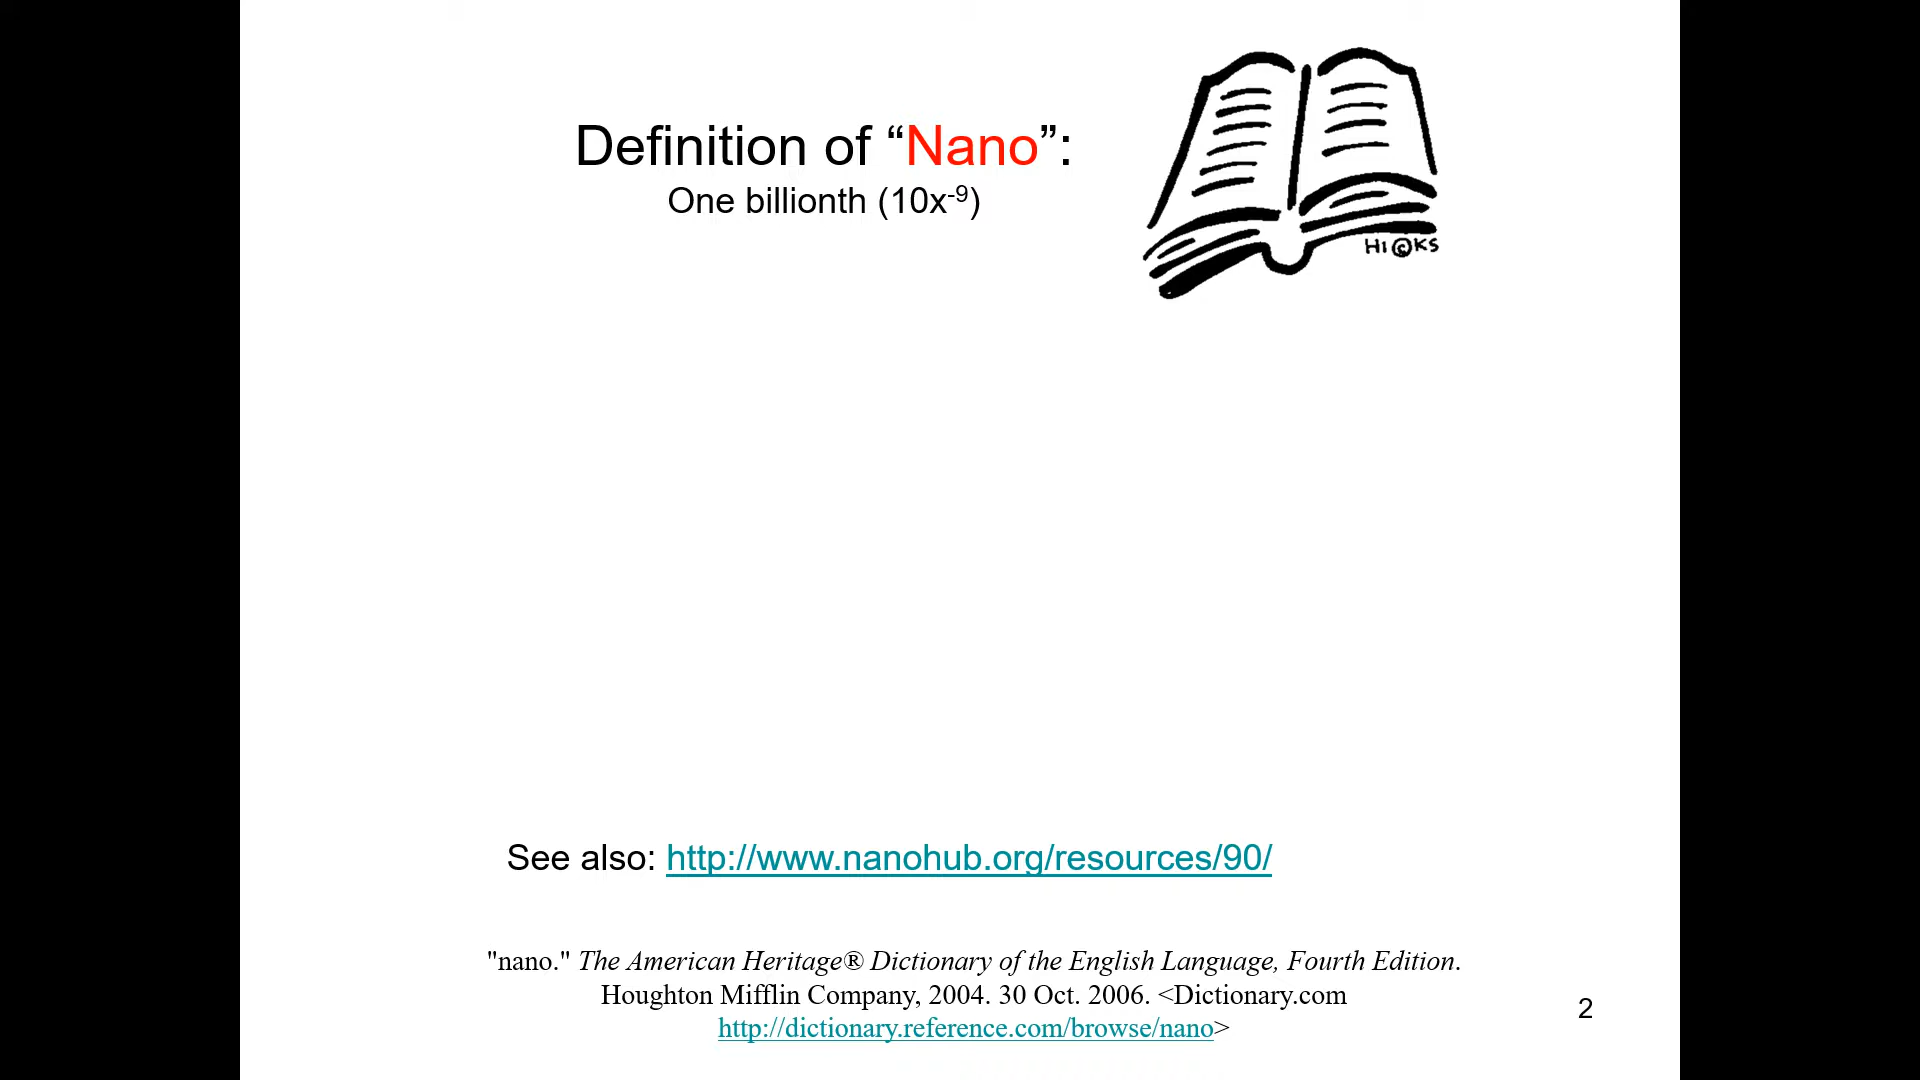 Definition of “Nano”:
One billionth (10x⁻⁹)
HI©KS
See also: http://www.nanohub.org/resources/90/
"nano." The American Heritage® Dictionary of the English Language, Fourth Edition.
Houghton Mifflin Company, 2004. 30 Oct. 2006. <Dictionary.com
http://dictionary.reference.com/browse/nano>
2